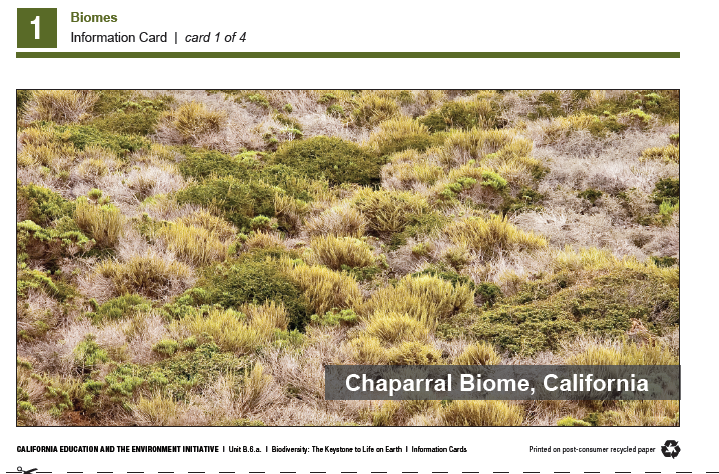 1
Biomes
Information Card | card 1 of 4
Chaparral Biome, California
CALIFORNIA EDUCATION AND THE ENVIRONMENT INITIATIVE I Unit B.6.a. I Biodiversity: The Keystone to Life on Earth I Information Cards
Printed on post-consumer recycled paper